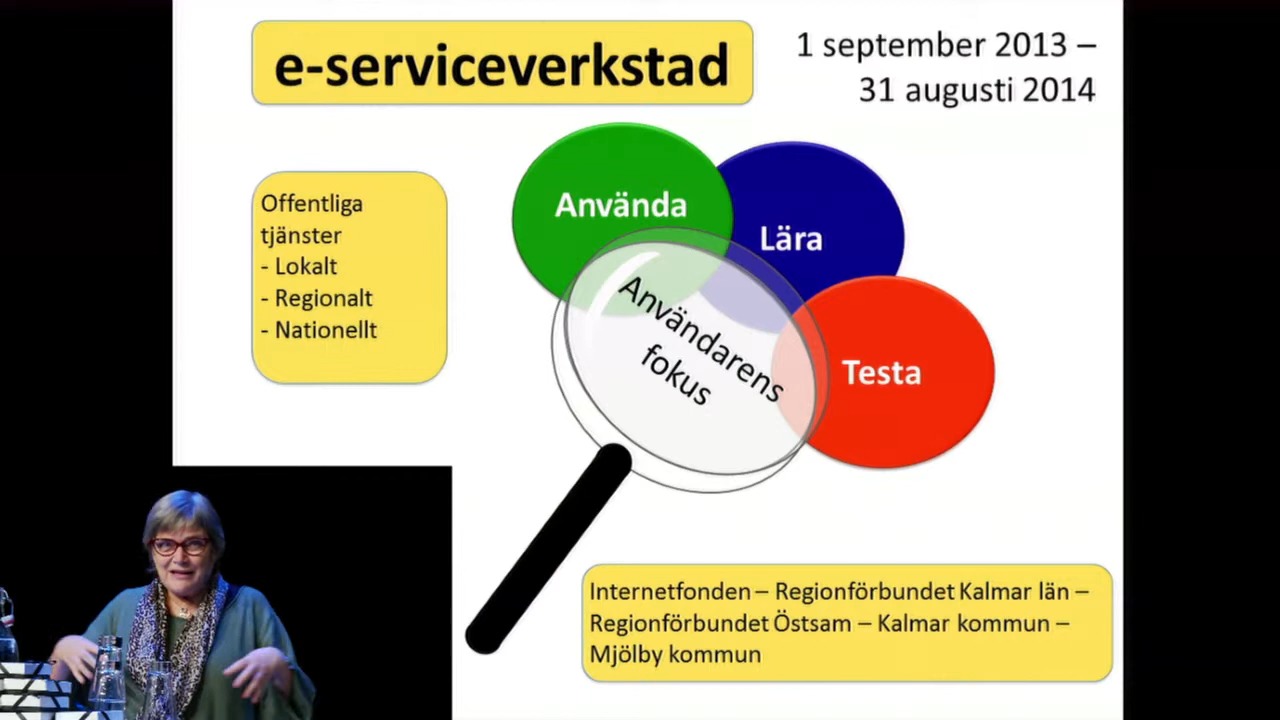 e-serviceverkstad
1 september 2013 –
31 augusti 2014
Offentliga
tjänster
- Lokalt
- Regionalt
- Nationellt
Använda
Lära
Testa
Användarens
fokus
Internetfonden – Regionförbundet Kalmar län –
Regionförbundet Östsam – Kalmar kommun –
Mjölby kommun